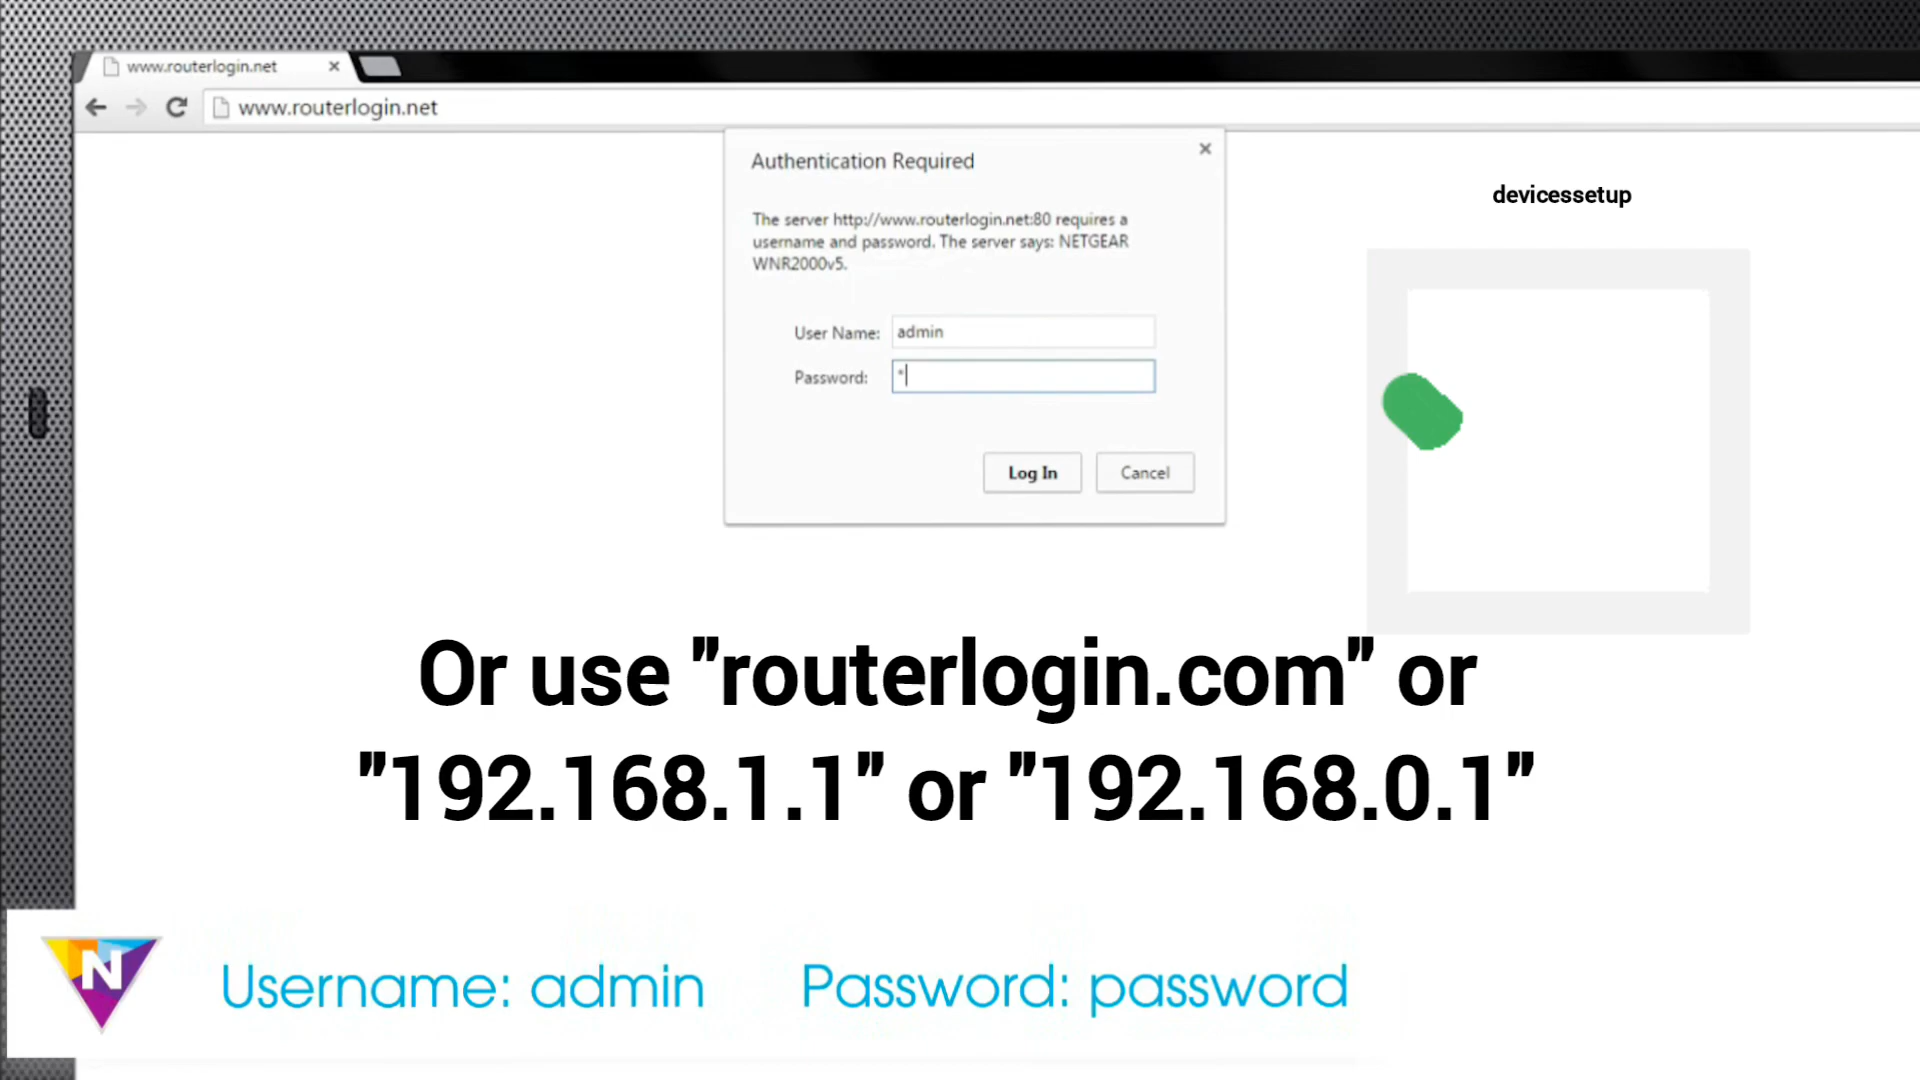 www.routerlogin.net
www.routerlogin.net
Authentication Required
The server http://www.routerlogin.net:80 requires a
username and password. The server says: NETGEAR
WNR2000v5.
User Name: admin
Password: *
Log In Cancel
devicessetup
Or use "routerlogin.com" or
"192.168.1.1" or "192.168.0.1"
N
Username: admin Password: password